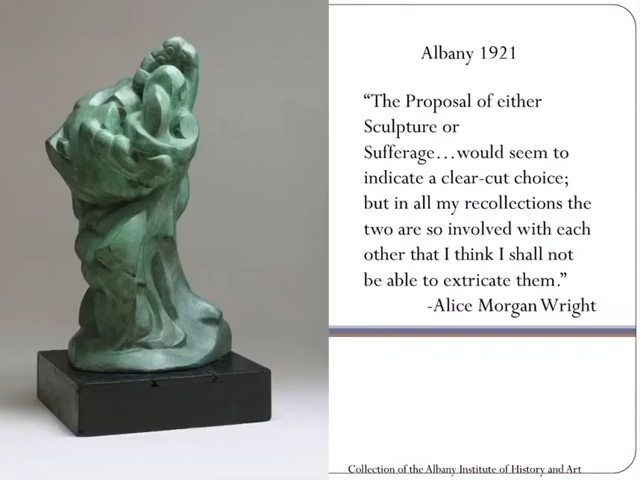 Albany 1921
“The Proposal of either
Sculpture or
Sufferage…would seem to
indicate a clear-cut choice;
but in all my recollections the
two are so involved with each
other that I think I shall not
be able to extricate them.”
-Alice Morgan Wright
Collection of the Albany Institute of History and Art